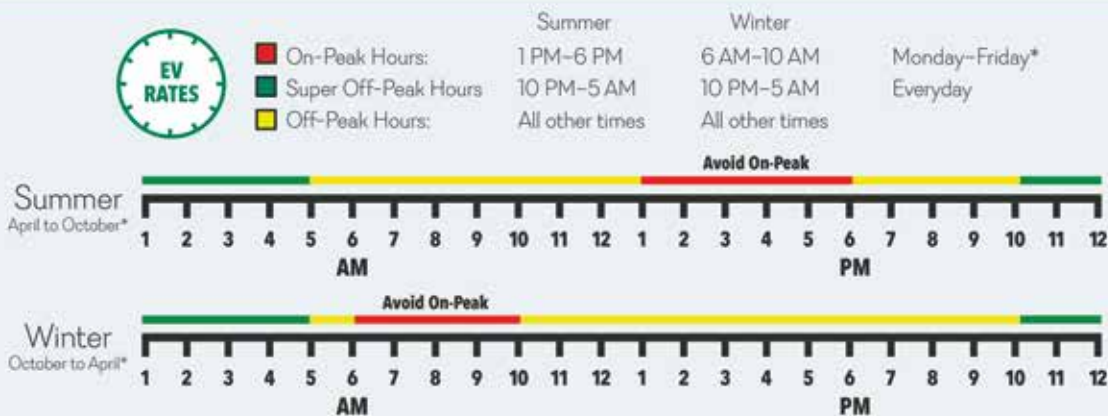 Summer Winter
EV
RATES
On-Peak Hours: 1 PM–6 PM 6 AM–10 AM Monday–Friday*
Super Off-Peak Hours 10 PM–5 AM 10 PM–5 AM Everyday
Off-Peak Hours: All other times All other times
Avoid On-Peak
Summer
April to October*
1 2 3 4 5 6 7 8 9 10 11 12 1 2 3 4 5 6 7 8 9 10 11 12
AM PM
Avoid On-Peak
Winter
October to April*
1 2 3 4 5 6 7 8 9 10 11 12 1 2 3 4 5 6 7 8 9 10 11 12
AM PM